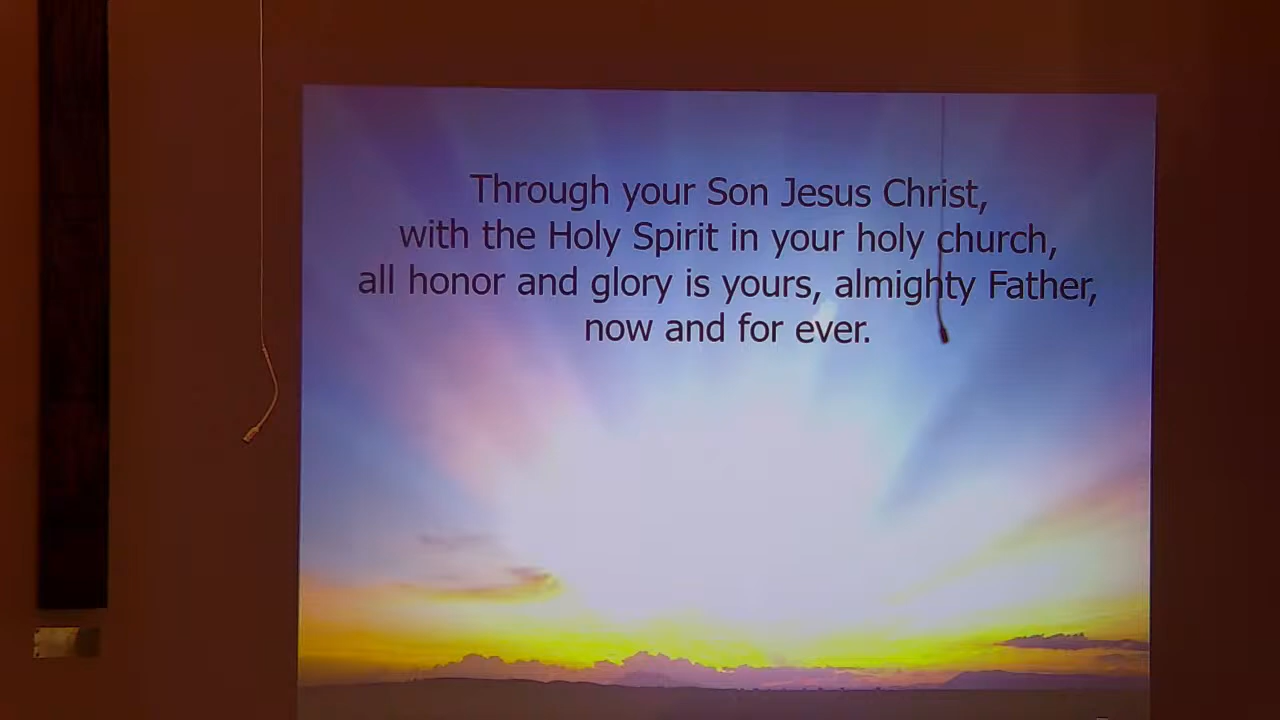 Through your Son Jesus Christ,
with the Holy Spirit in your holy church,
all honor and glory is yours, almighty Father,
now and for ever.